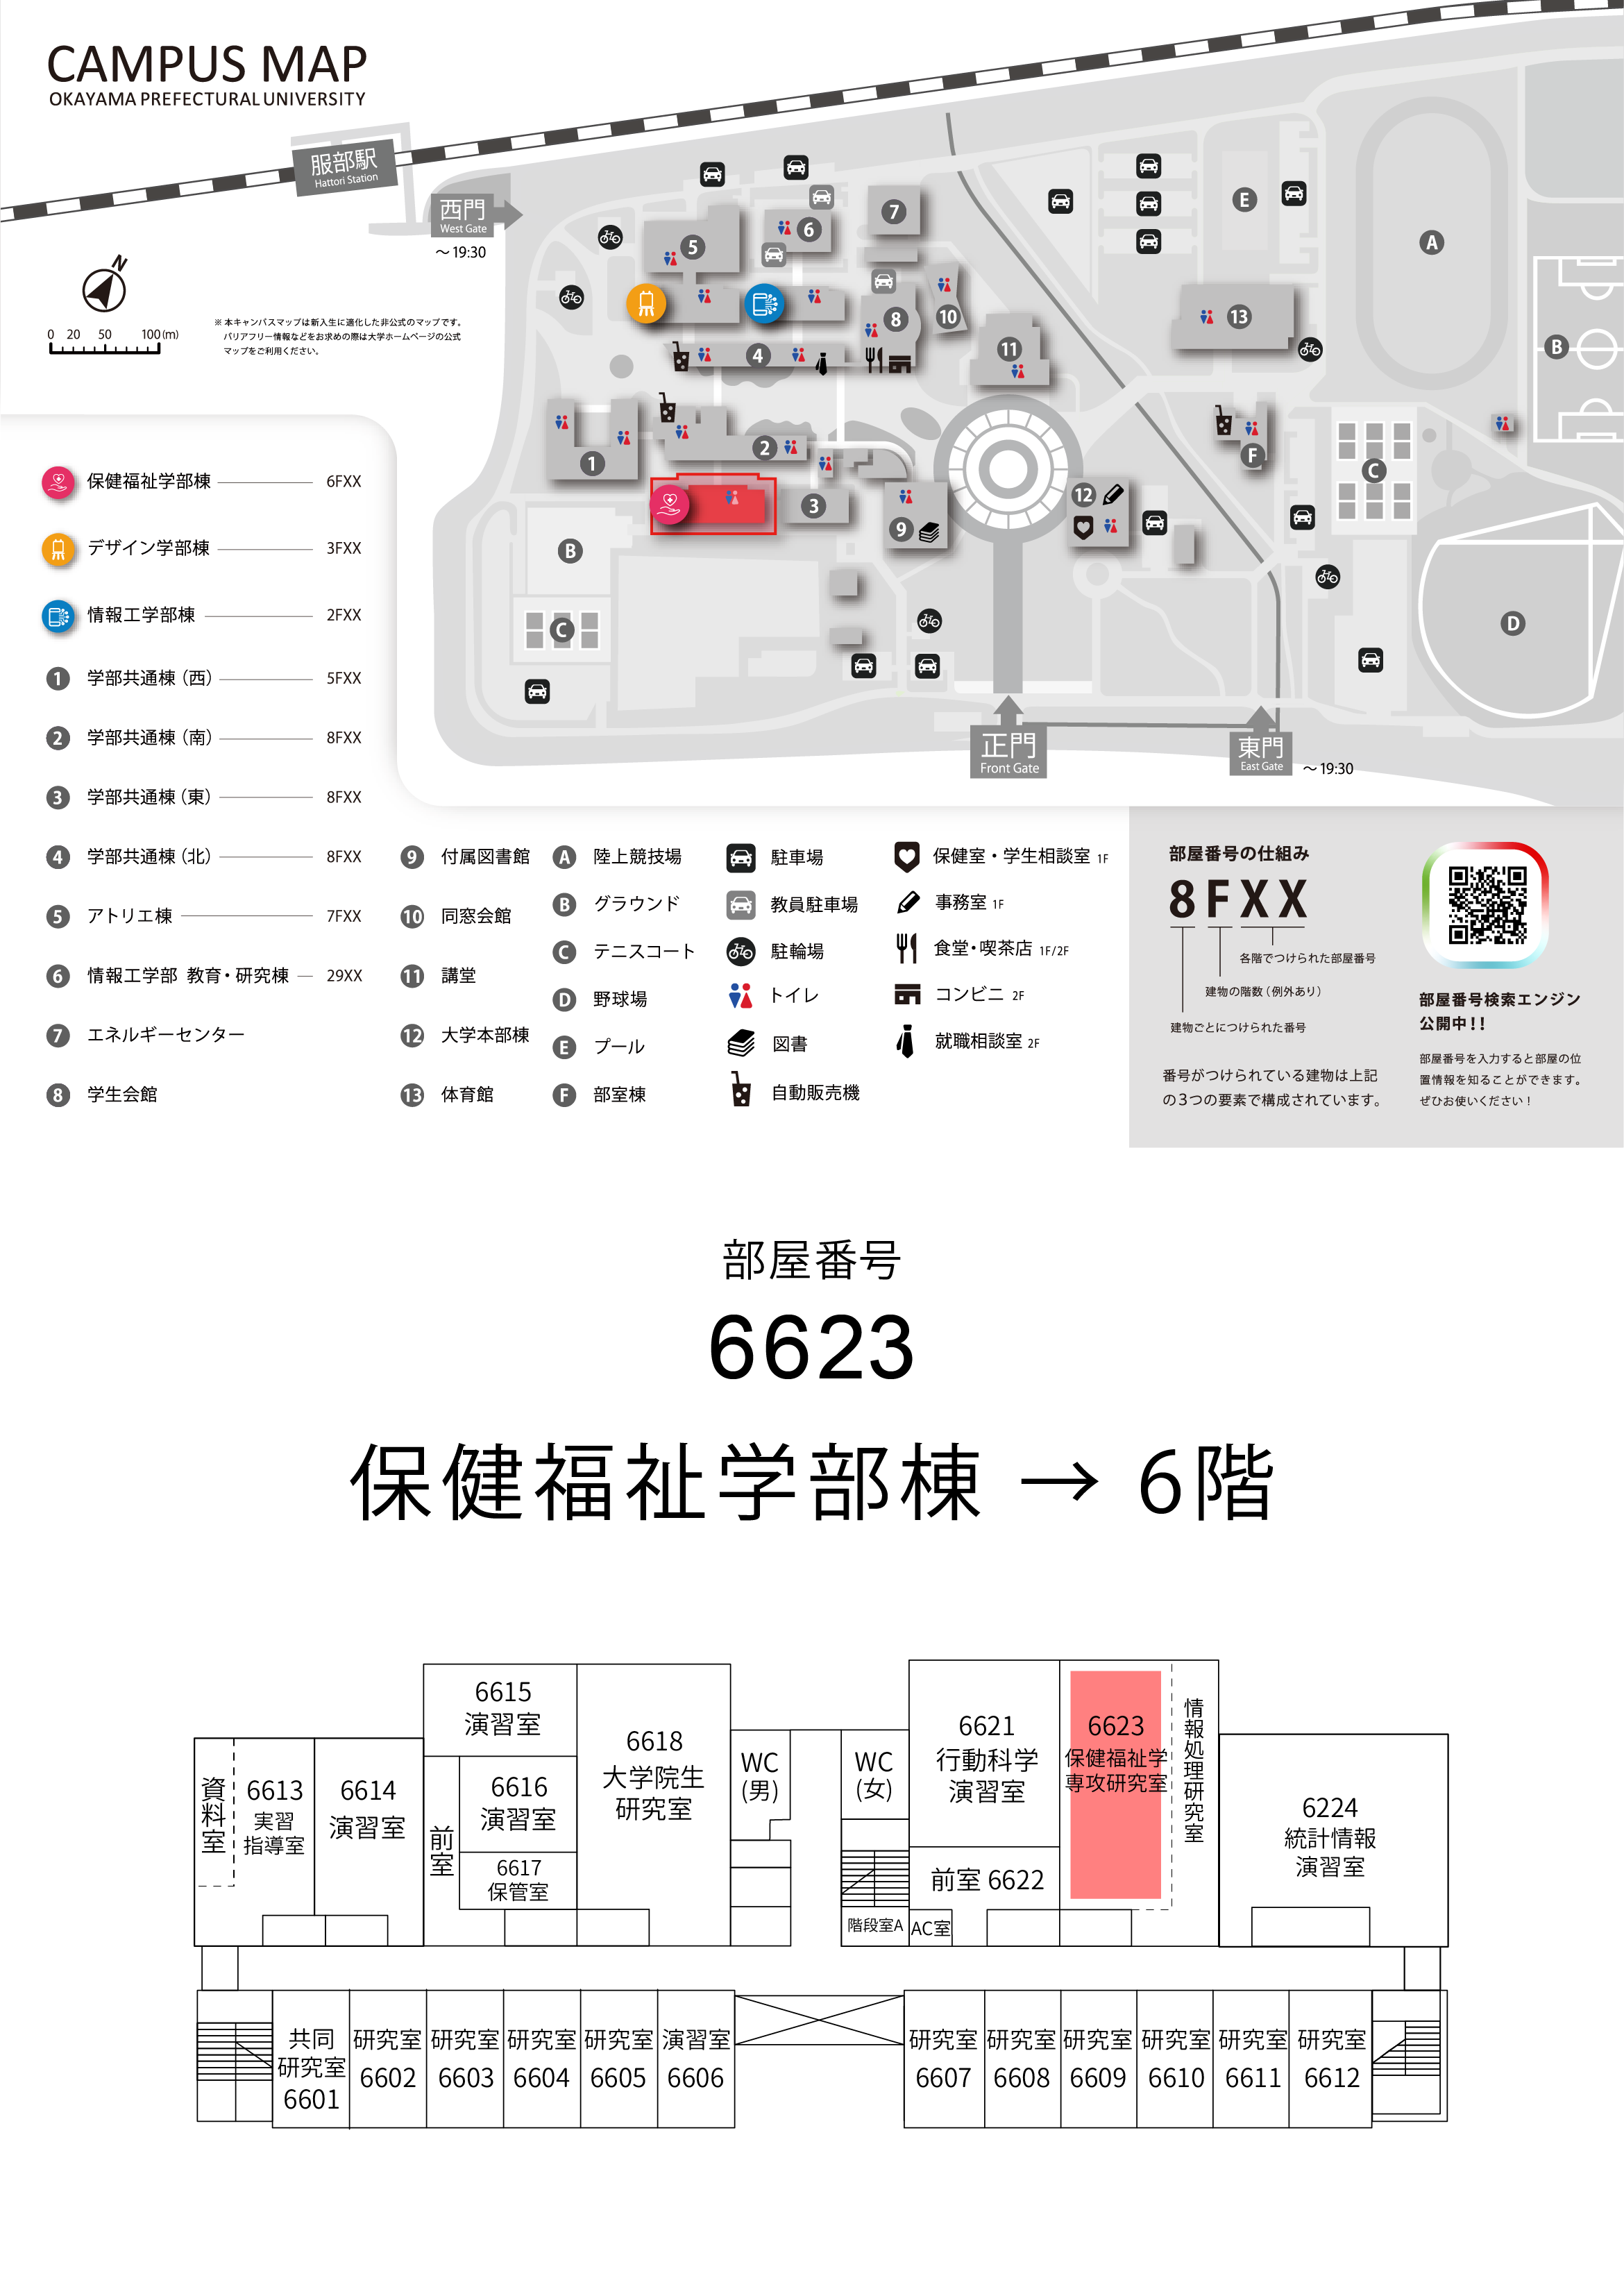 CAMPUS MAP
OKAYAMA PREFECTURAL UNIVERSITY
服部駅
Hattori Station
西門
West Gate
～19:30
N
0 20 50 100(m)
※ 本キャンパスマップは新入生に適化した非公式のマップです。
バリアフリー情報などをお求めの際は大学ホームページの公式
マップをご利用ください。
7
6
5
E
A
8
10
13
11
4
B
2
1
F
C
12
3
9
B
C
D
正門
Front Gate
東門
East Gate
～19:30
保健福祉学部棟 6FXX
デザイン学部棟 3FXX
情報工学部棟 2FXX
1 学部共通棟（西） 5FXX
2 学部共通棟（南） 8FXX
3 学部共通棟（東） 8FXX
4 学部共通棟（北） 8FXX
5 アトリエ棟 7FXX
6 情報工学部 教育・研究棟 29XX
7 エネルギーセンター
8 学生会館
9 付属図書館
10 同窓会館
11 講堂
12 大学本部棟
13 体育館
A 陸上競技場
B グラウンド
C テニスコート
D 野球場
E プール
F 部室棟
駐車場
教員駐車場
駐輪場
トイレ
図書
自動販売機
保健室・学生相談室 1F
事務室 1F
食堂・喫茶店 1F/2F
コンビニ 2F
就職相談室 2F
部屋番号の仕組み
8FXX
各階でつけられた部屋番号
建物の階数（例外あり）
建物ごとにつけられた番号
番号がつけられている建物は上記
の３つの要素で構成されています。
部屋番号検索エンジン
公開中！！
部屋番号を入力すると部屋の位
置情報を知ることができます。
ぜひお使いください！
部屋番号
6623
保健福祉学部棟 → 6階
資料室
6613
実習
指導室
6614
演習室
6615
演習室
前室
6616
演習室
6617
保管室
6618
大学院生
研究室
WC
(男)
WC
(女)
階段室A
AC室
6621
行動科学
演習室
前室 6622
6623
保健福祉学
専攻研究室
情報処理研究室
6224
統計情報
演習室
共同
研究室
6601
研究室
6602
研究室
6603
研究室
6604
研究室
6605
演習室
6606
研究室
6607
研究室
6608
研究室
6609
研究室
6610
研究室
6611
研究室
6612